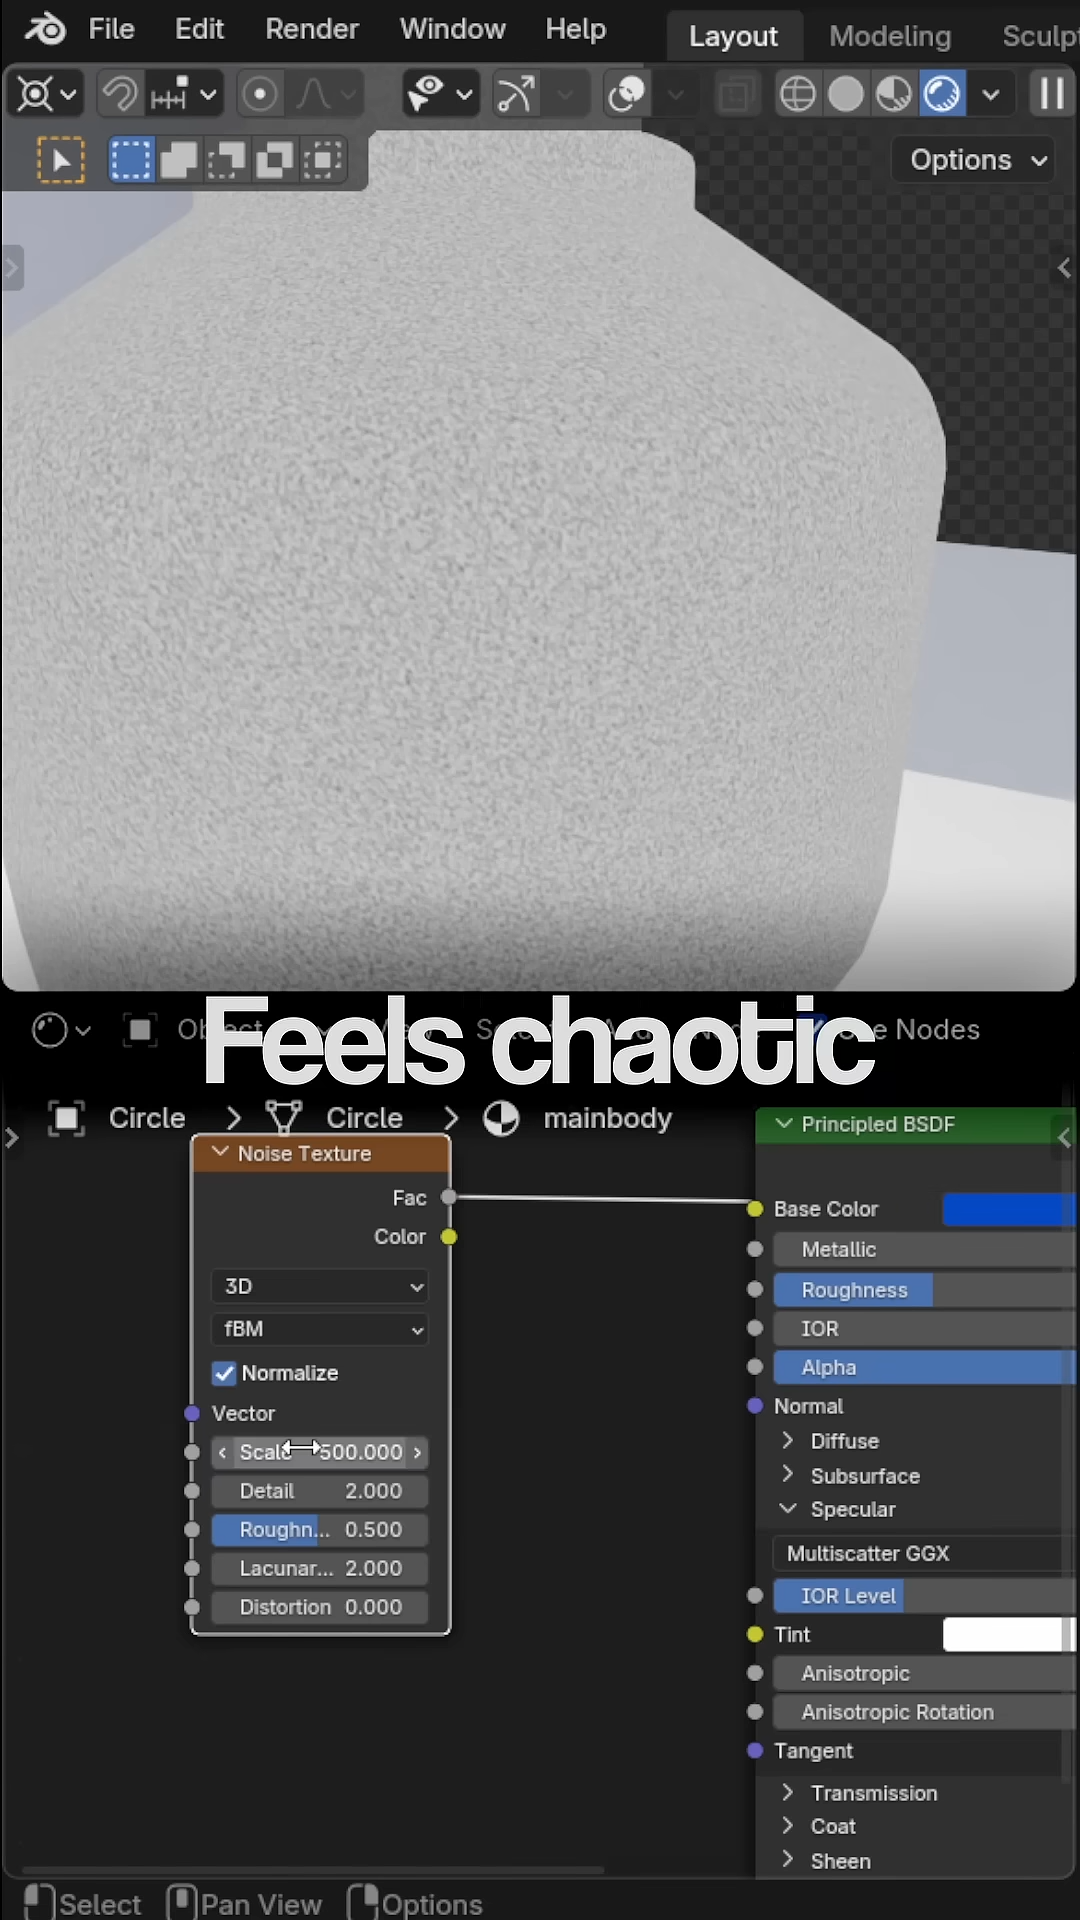 File Edit Render Window Help Layout Modeling
Options
Feels chaotic
Use Nodes
Circle Circle mainbody
Noise Texture
Fac
Color
3D
fBM
Normalize
Vector
Scale 500.000
Detail 2.000
Roughn... 0.500
Lacunar... 2.000
Distortion 0.000
Principled BSDF
Base Color
Metallic
Roughness
IOR
Alpha
Normal
Diffuse
Subsurface
Specular
Multiscatter GGX
IOR Level
Tint
Anisotropic
Anisotropic Rotation
Tangent
Transmission
Coat
Sheen
Select Pan View Options